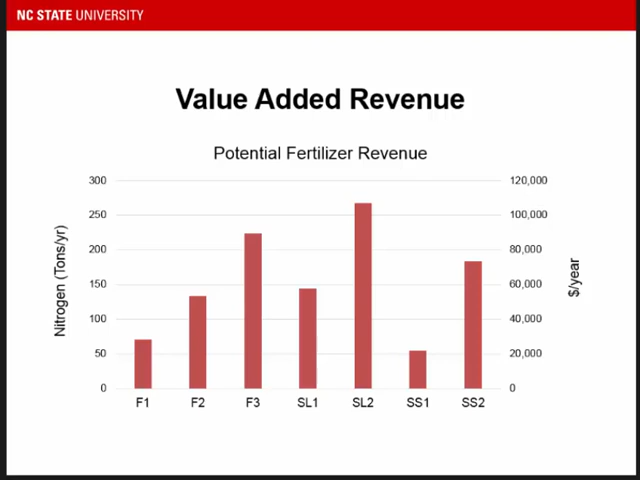 NC STATE UNIVERSITY
Value Added Revenue
Potential Fertilizer Revenue
300 120,000
250 100,000
200 80,000
150 60,000
100 40,000
50 20,000
0 0
Nitrogen (Tons/yr)
$/year
F1 F2 F3 SL1 SL2 SS1 SS2